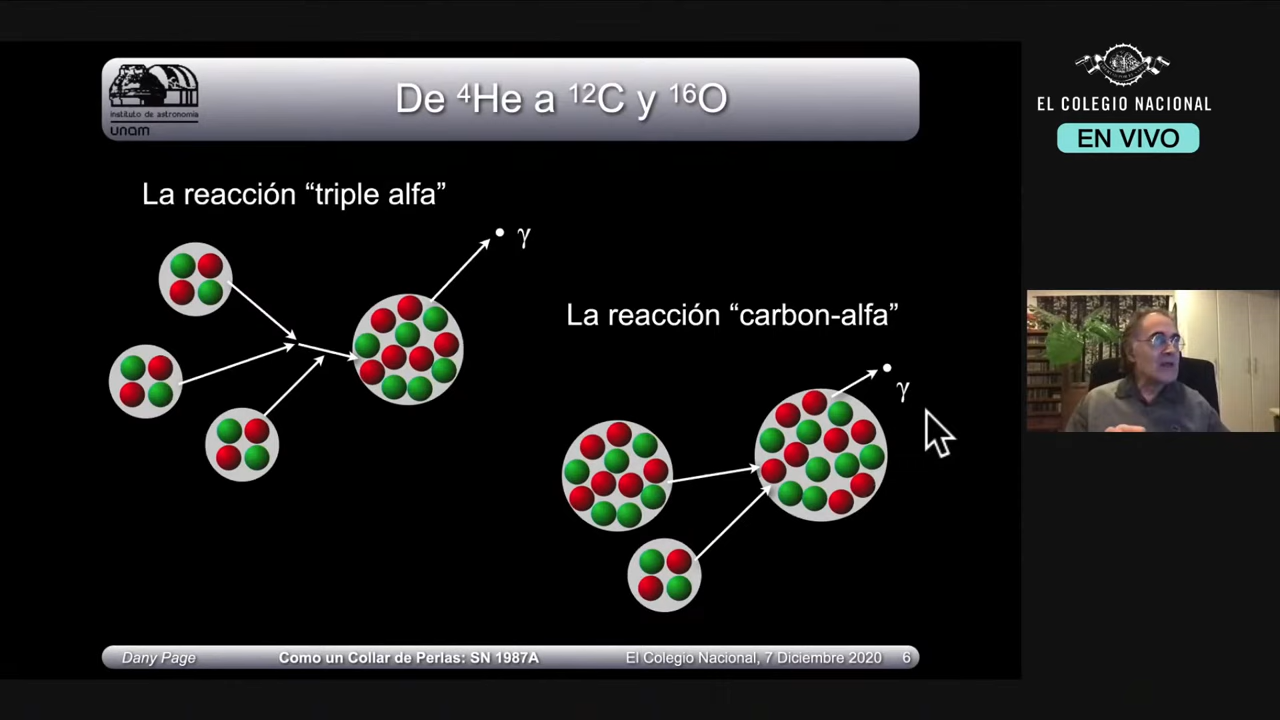 instituto de astronomía
unam
De ⁴He a ¹²C y ¹⁶O
EL COLEGIO NACIONAL
EN VIVO
La reacción “triple alfa”
γ
La reacción “carbon-alfa”
γ
Dany Page Como un Collar de Perlas: SN 1987A El Colegio Nacional, 7 Diciembre 2020 6